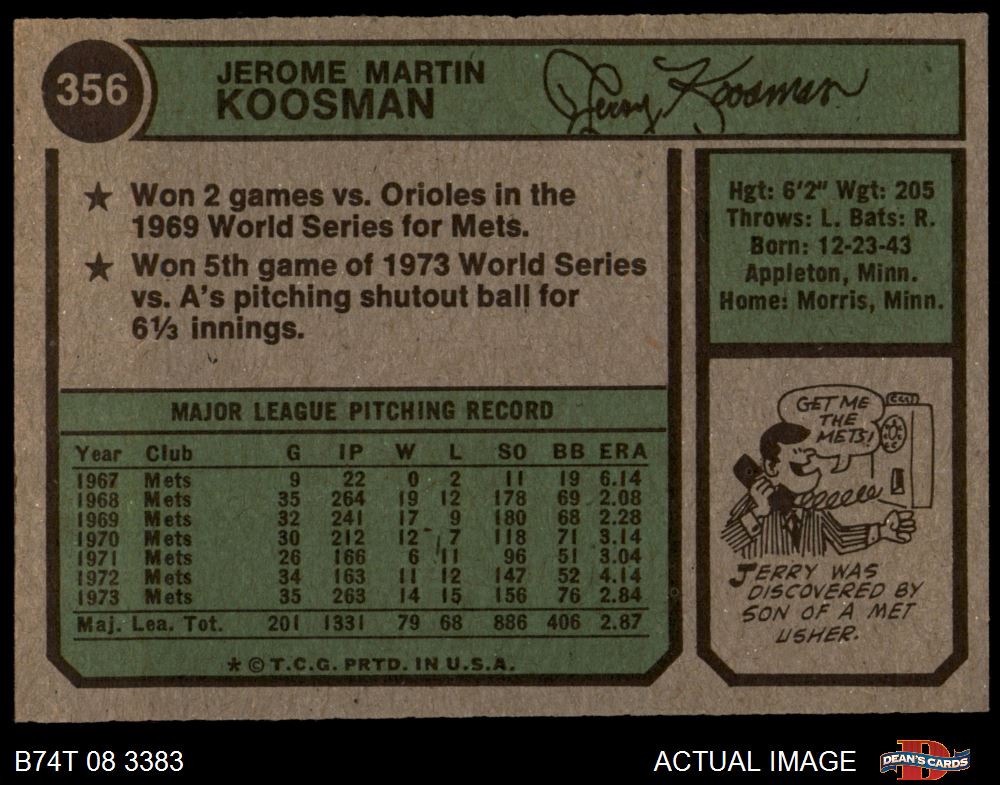 356
JEROME MARTIN
KOOSMAN
Jerry Koosman
★ Won 2 games vs. Orioles in the
1969 World Series for Mets.
★ Won 5th game of 1973 World Series
vs. A's pitching shutout ball for
6⅓ innings.
Hgt: 6'2" Wgt: 205
Throws: L. Bats: R.
Born: 12-23-43
Appleton, Minn.
Home: Morris, Minn.
MAJOR LEAGUE PITCHING RECORD
Year Club G IP W L SO BB ERA
1967 Mets 9 22 0 2 11 19 6.14
1968 Mets 35 264 19 12 178 69 2.08
1969 Mets 32 241 17 9 180 68 2.28
1970 Mets 30 212 12 7 118 71 3.14
1971 Mets 26 166 6 11 96 51 3.04
1972 Mets 34 163 11 12 147 52 4.14
1973 Mets 35 263 14 15 156 76 2.84
Maj. Lea. Tot. 201 1331 79 68 886 406 2.87
★ © T.C.G. PRTD. IN U.S.A.
GET ME
THE
METS!
JERRY WAS
DISCOVERED BY
SON OF A MET
USHER.
B74T 08 3383
ACTUAL IMAGE
DEAN'S CARDS